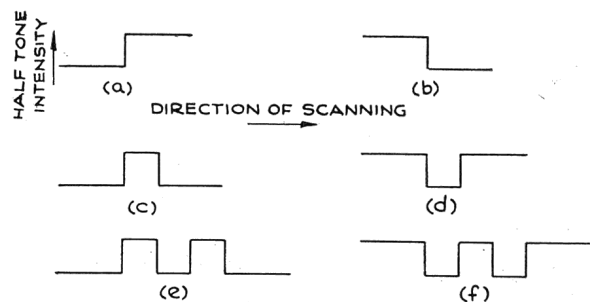 HALF TONE
INTENSITY
(a)
(b)
DIRECTION OF SCANNING
(c)
(d)
(e)
(f)